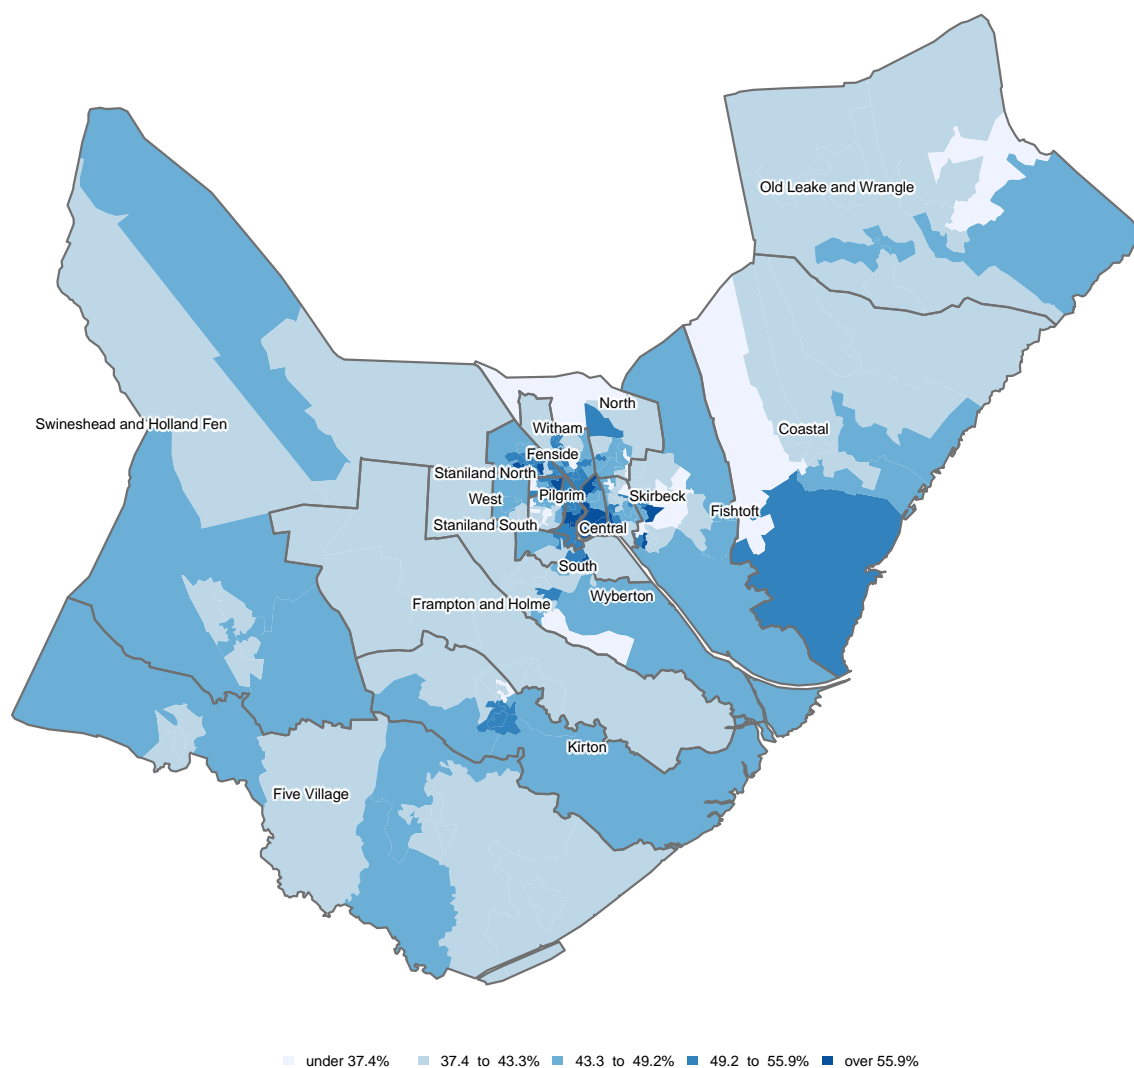 Old Leake and Wrangle
North
Swineshead and Holland Fen
Witham
Coastal
Fenside
Staniland North
West
Pilgrim
Skirbeck
Fishtoft
Staniland South
Central
South
Wyberton
Frampton and Holme
Kirton
Five Village
under 37.4% 37.4 to 43.3% 43.3 to 49.2% 49.2 to 55.9% over 55.9%